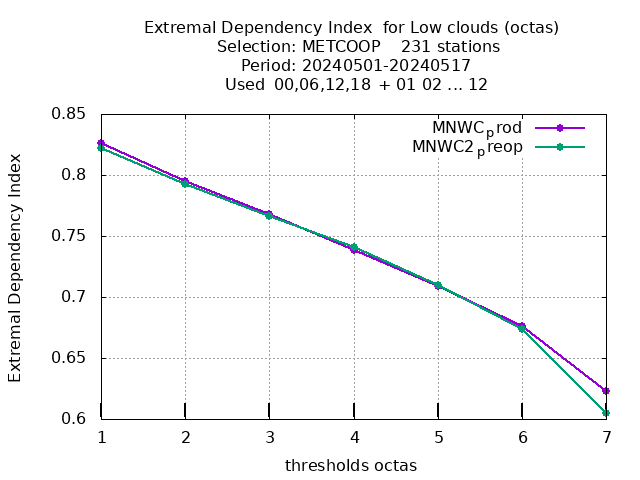 Extremal Dependency Index  for Low clouds (octas)
Selection: METCOOP    231 stations
Period: 20240501-20240517
Used  00,06,12,18 + 01 02 ... 12
MNWCprod
MNWC2preop
Extremal Dependency Index
0.85
0.8
0.75
0.7
0.65
0.6
1 2 3 4 5 6 7
thresholds octas